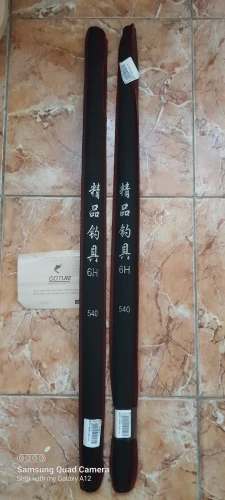 精品钓具
6H
540
精品钓具
6H
540
GOTURE
Samsung Quad Camera
Shot with my Galaxy A12